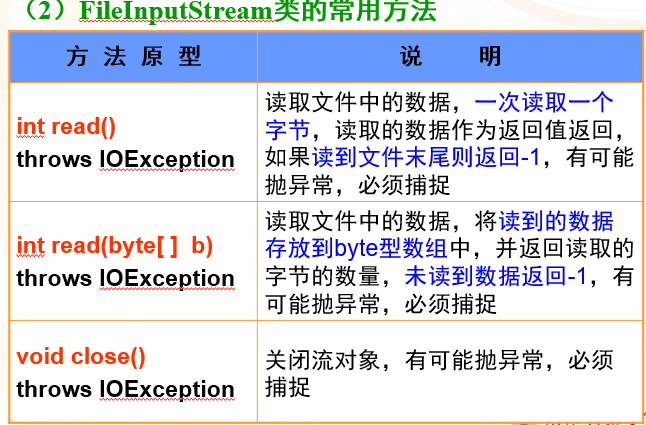 （2）FileInputStream类的常用方法
方 法 原 型
说 明
int read()
throws IOException
读取文件中的数据，一次读取一个
字节，读取的数据作为返回值返回，
如果读到文件末尾则返回-1，有可能
抛异常，必须捕捉
int read(byte[ ] b)
throws IOException
读取文件中的数据，将读到的数据
存放到byte型数组中，并返回读取的
字节的数量，未读到数据返回-1，有
可能抛异常，必须捕捉
void close()
throws IOException
关闭流对象，有可能抛异常，必须
捕捉